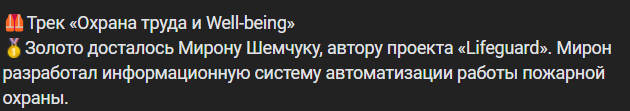 🦺Трек «Охрана труда и Well-being»
🥇Золото досталось Мирону Шемчуку, автору проекта «Lifeguard». Мирон
разработал информационную систему автоматизации работы пожарной
охраны.